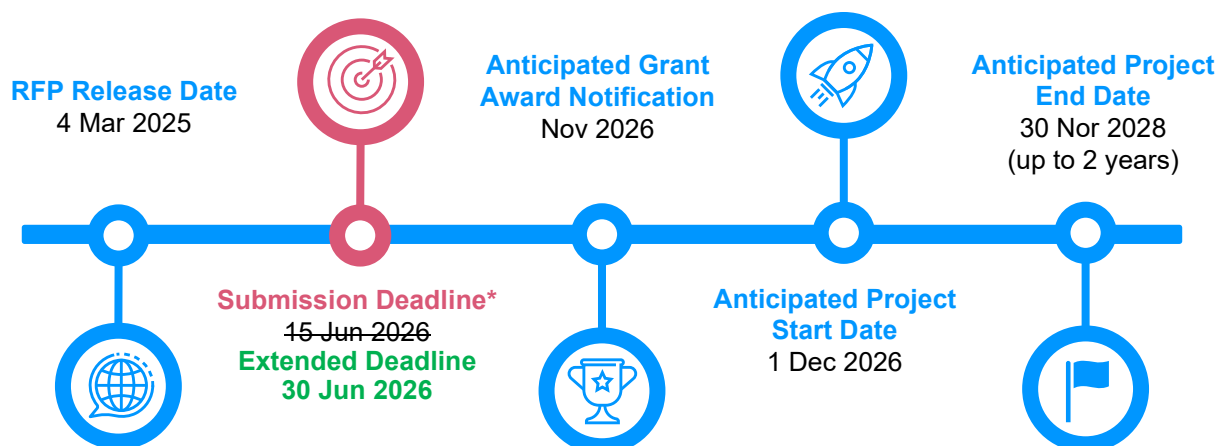 RFP Release Date
4 Mar 2025
Submission Deadline*
15 Jun 2026
Extended Deadline
30 Jun 2026
Anticipated Grant
Award Notification
Nov 2026
Anticipated Project
Start Date
1 Dec 2026
Anticipated Project
End Date
30 Nor 2028
(up to 2 years)